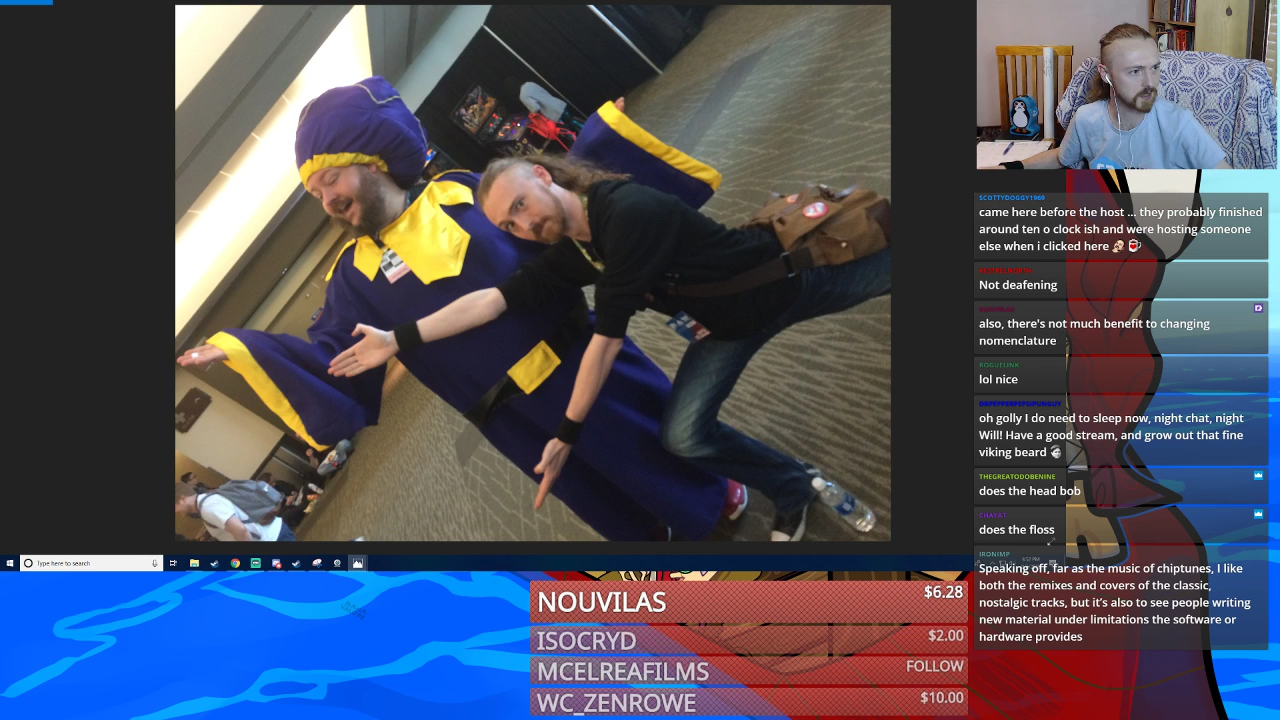 SCOTTYDOGGY1969
came here before the host ... they probably finished
around ten o clock ish and were hosting someone
else when i clicked here
Not deafening
also, there's not much benefit to changing
nomenclature
ROGUELINK
lol nice
oh golly I do need to sleep now, night chat, night
Will! Have a good stream, and grow out that fine
viking beard
THEGREATODOBENINE
does the head bob
CHAYAT
does the floss
IRONIMP
Speaking off, far as the music of chiptunes, I like
both the remixes and covers of the classic,
nostalgic tracks, but it's also to see people writing
new material under limitations the software or
hardware provides
Type here to search
NOUVILAS $6.28
ISOCRYD $2.00
MCELREAFILMS FOLLOW
WC_ZENROWE $10.00